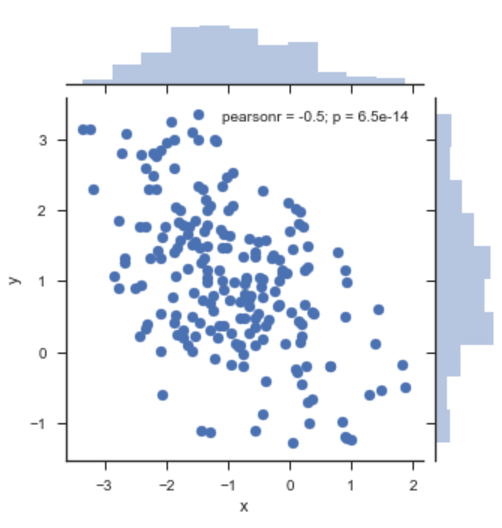 pearsonr = -0.5; p = 6.5e-14
3
2
1
0
−1
y
−3 −2 −1 0 1 2
x